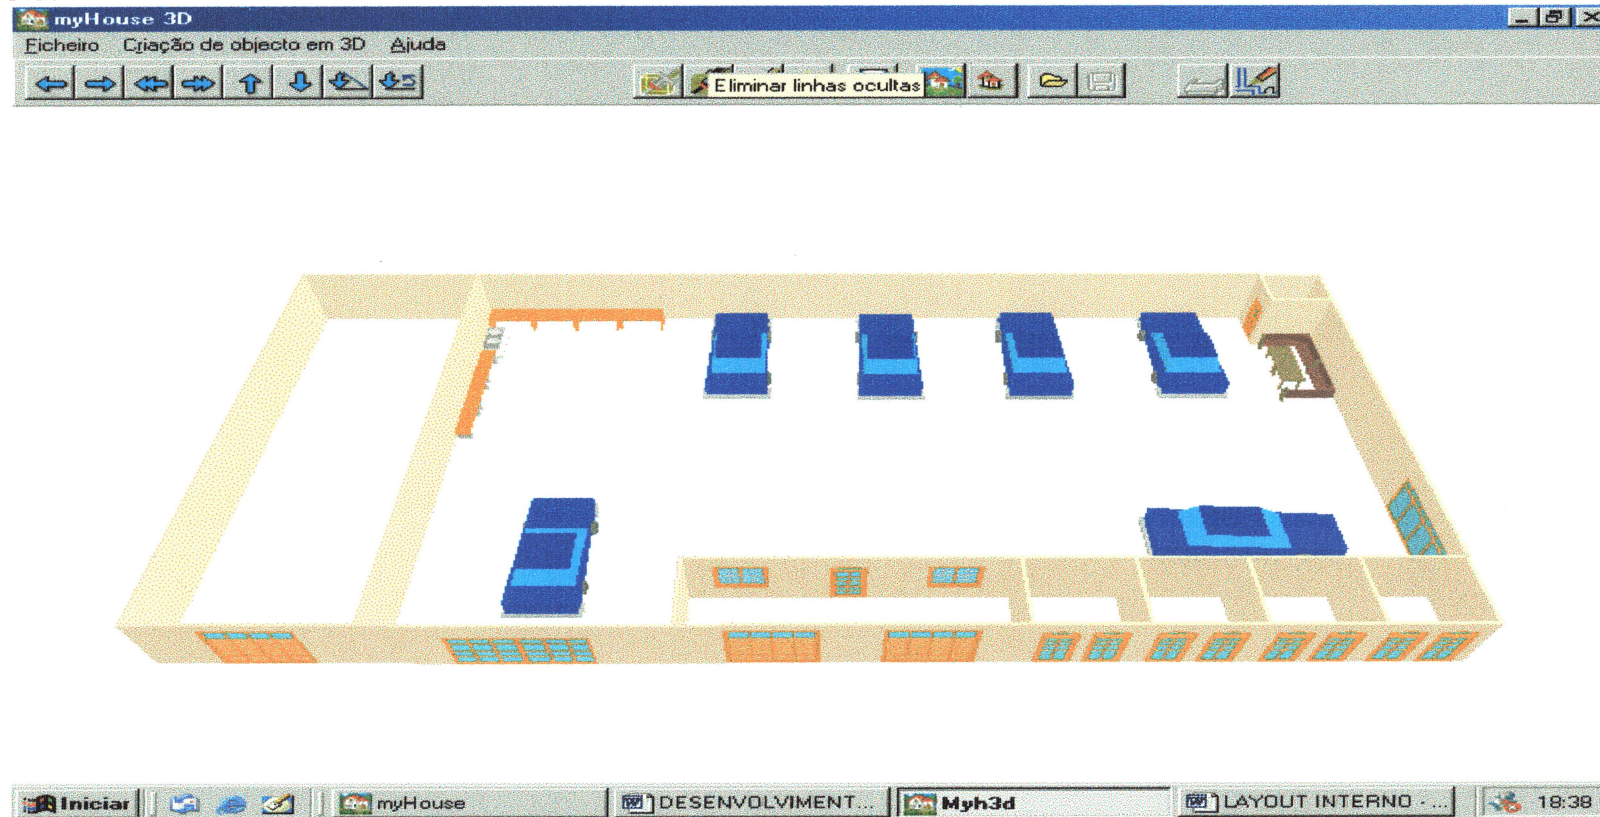 myHouse 3D
Ficheiro Criação de objecto em 3D Ajuda
Eliminar linhas ocultas
Iniciar myHouse DESENVOLVIMENT... Myh3d LAYOUT INTERNO - ... 18:38